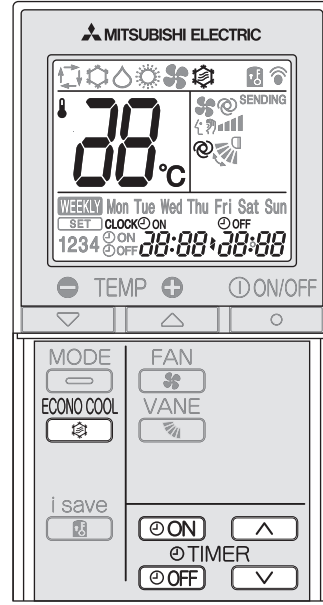 MITSUBISHI ELECTRIC
SENDING
88 °C
WEEKLY Mon Tue Wed Thu Fri Sat Sun
SET CLOCK ON OFF
1234 ON OFF 88:88 88:88
TEMP ON/OFF
MODE FAN
ECONO COOL VANE
i save
ON
TIMER
OFF